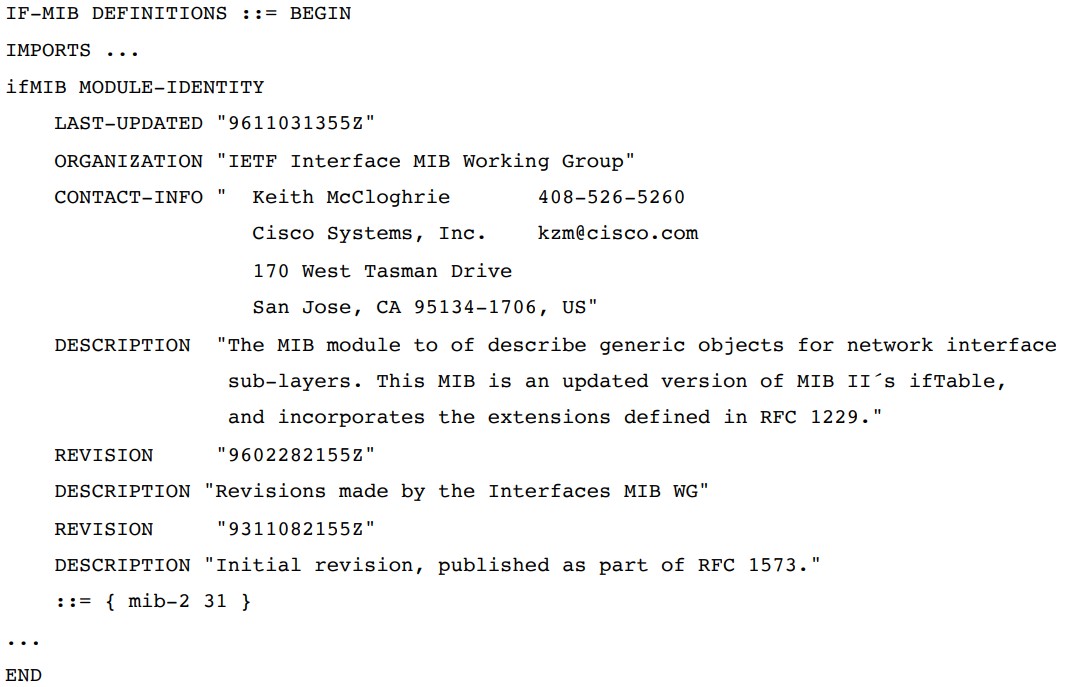 IF-MIB DEFINITIONS ::= BEGIN
IMPORTS ...
ifMIB MODULE-IDENTITY
    LAST-UPDATED "9611031355Z"
    ORGANIZATION "IETF Interface MIB Working Group"
    CONTACT-INFO "  Keith McCloghrie       408-526-5260
                    Cisco Systems, Inc.    kzm@cisco.com
                    170 West Tasman Drive
                    San Jose, CA 95134-1706, US"
    DESCRIPTION  "The MIB module to of describe generic objects for network interface
                  sub-layers. This MIB is an updated version of MIB II´s ifTable,
                  and incorporates the extensions defined in RFC 1229."
    REVISION     "9602282155Z"
    DESCRIPTION "Revisions made by the Interfaces MIB WG"
    REVISION     "9311082155Z"
    DESCRIPTION "Initial revision, published as part of RFC 1573."
    ::= { mib-2 31 }
...
END